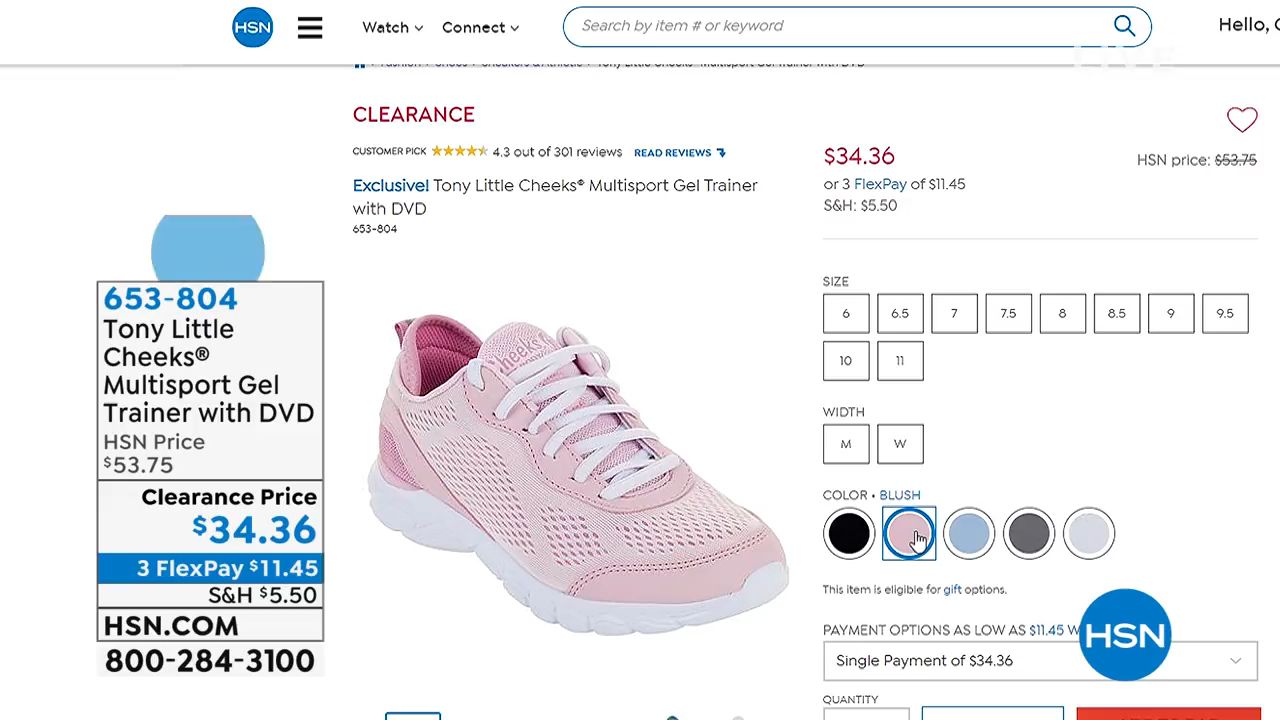 HSN
Watch
Connect
Search by item # or keyword
Hello,
LIVE
CLEARANCE
CUSTOMER PICK 4.3 out of 301 reviews READ REVIEWS
Exclusive! Tony Little Cheeks® Multisport Gel Trainer
with DVD
653-804
$34.36
HSN price: $53.75
or 3 FlexPay of $11.45
S&H: $5.50
653-804
Tony Little
Cheeks®
Multisport Gel
Trainer with DVD
HSN Price
$53.75
Clearance Price
$34.36
3 FlexPay $11.45
S&H $5.50
HSN.COM
800-284-3100
Cheeks
SIZE
6 6.5 7 7.5 8 8.5 9 9.5
10 11
WIDTH
M W
COLOR • BLUSH
This item is eligible for gift options.
PAYMENT OPTIONS AS LOW AS $11.45 W
HSN
Single Payment of $34.36
QUANTITY